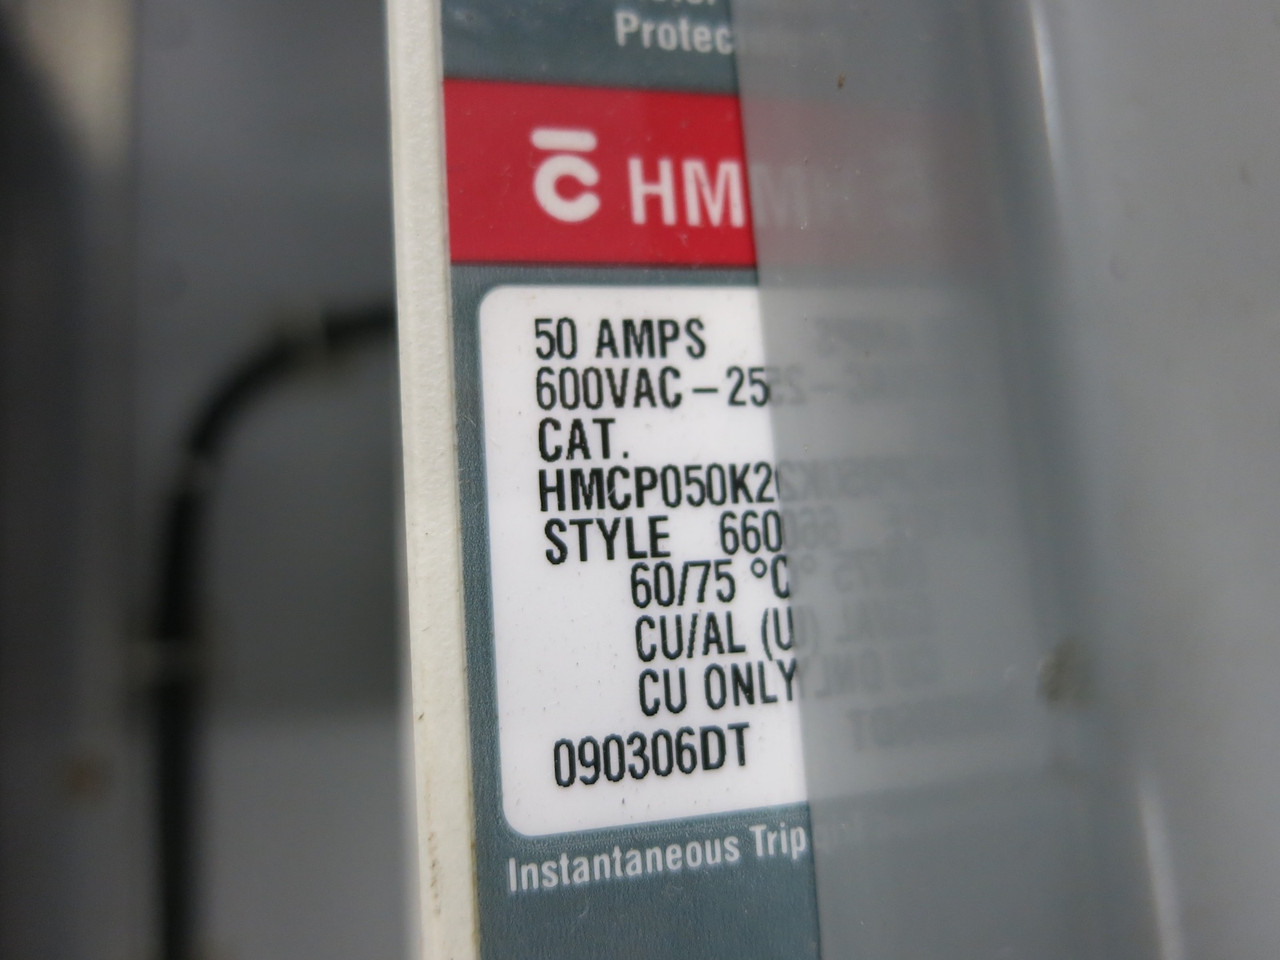 Protec
C HM
50 AMPS
600VAC – 25
CAT.
HMCP050K2
STYLE 660
60/75 °C
CU/AL (U
CU ONLY
090306DT
Instantaneous Trip